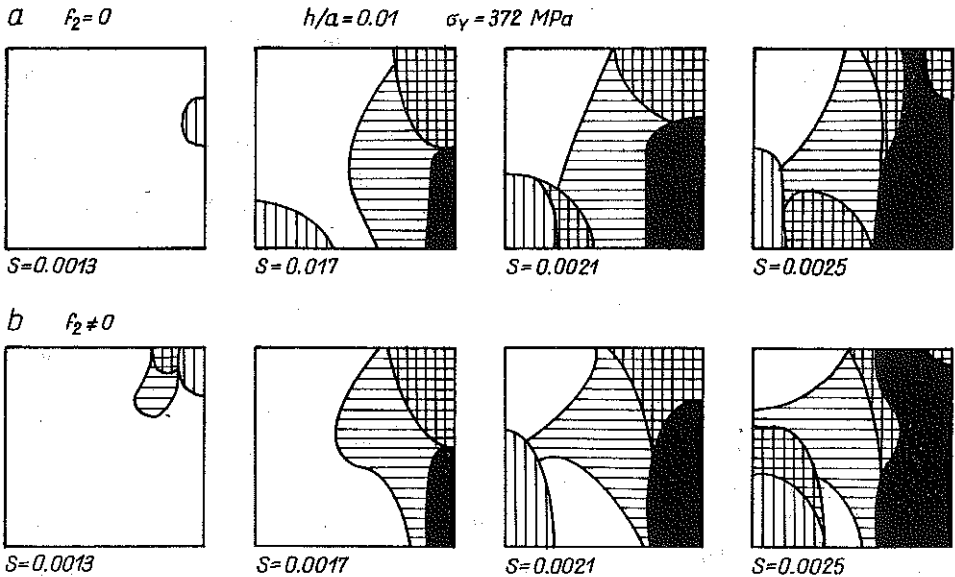 a f₂=0 h/a=0.01 σ_Y=372 MPa
S=0.0013 S=0.017 S=0.0021 S=0.0025
b f₂≠0
S=0.0013 S=0.0017 S=0.0021 S=0.0025